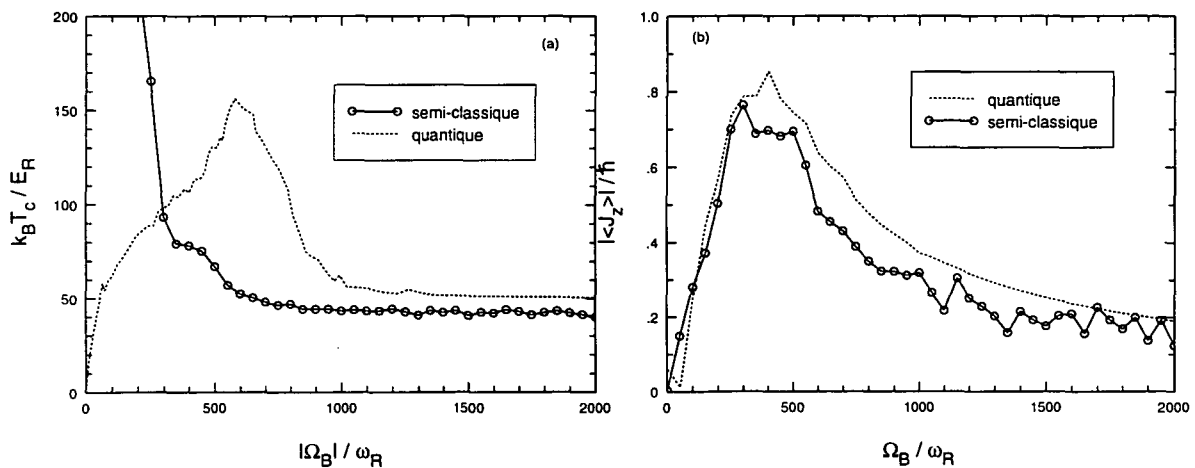 200
150
100
50
0
0
500
1000
1500
2000
k_B T_c / E_R
|Ω_B| / ω_R
(a)
semi-classique
quantique
1.0
.8
.6
.4
.2
0
0
500
1000
1500
2000
|<J_z>| / ℏ
Ω_B / ω_R
(b)
quantique
semi-classique